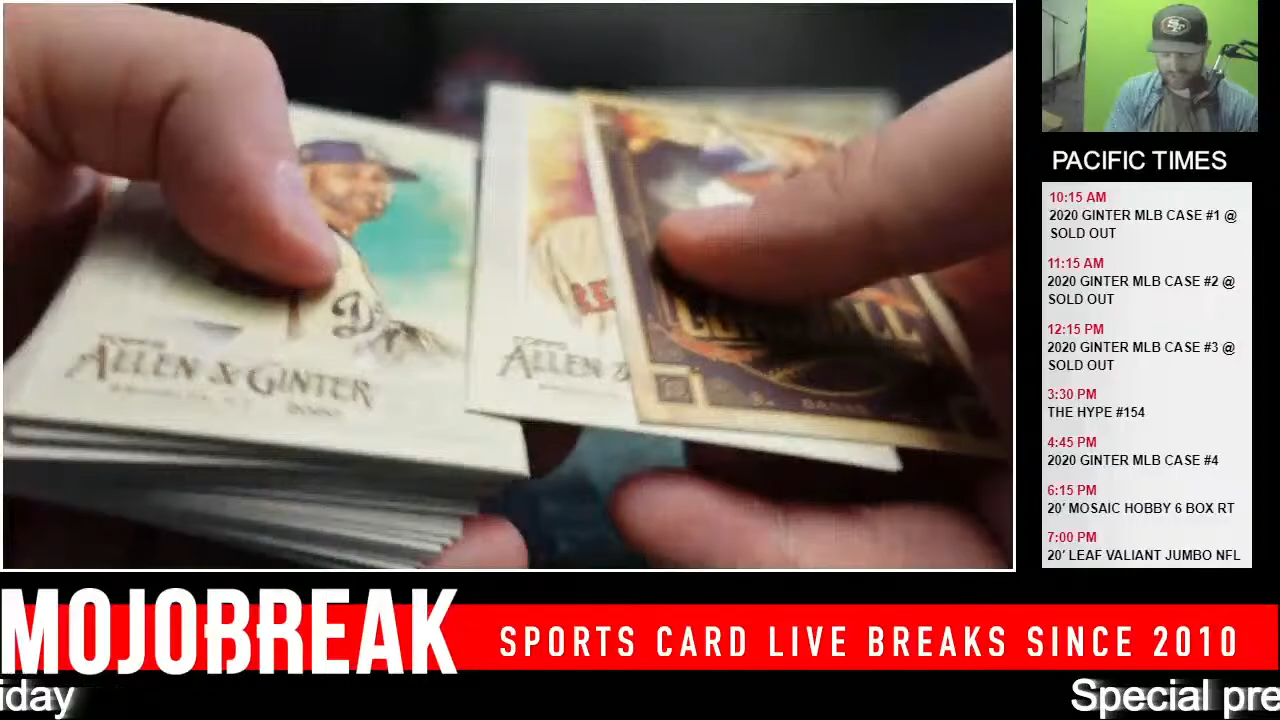 ALLEN & GINTER
ALLEN &
RE
PACIFIC TIMES
10:15 AM
2020 GINTER MLB CASE #1 @
SOLD OUT
11:15 AM
2020 GINTER MLB CASE #2 @
SOLD OUT
12:15 PM
2020 GINTER MLB CASE #3 @
SOLD OUT
3:30 PM
THE HYPE #154
4:45 PM
2020 GINTER MLB CASE #4
6:15 PM
20' MOSAIC HOBBY 6 BOX RT
7:00 PM
20' LEAF VALIANT JUMBO NFL
MOJOBREAK
SPORTS CARD LIVE BREAKS SINCE 2010
iday
Special pre